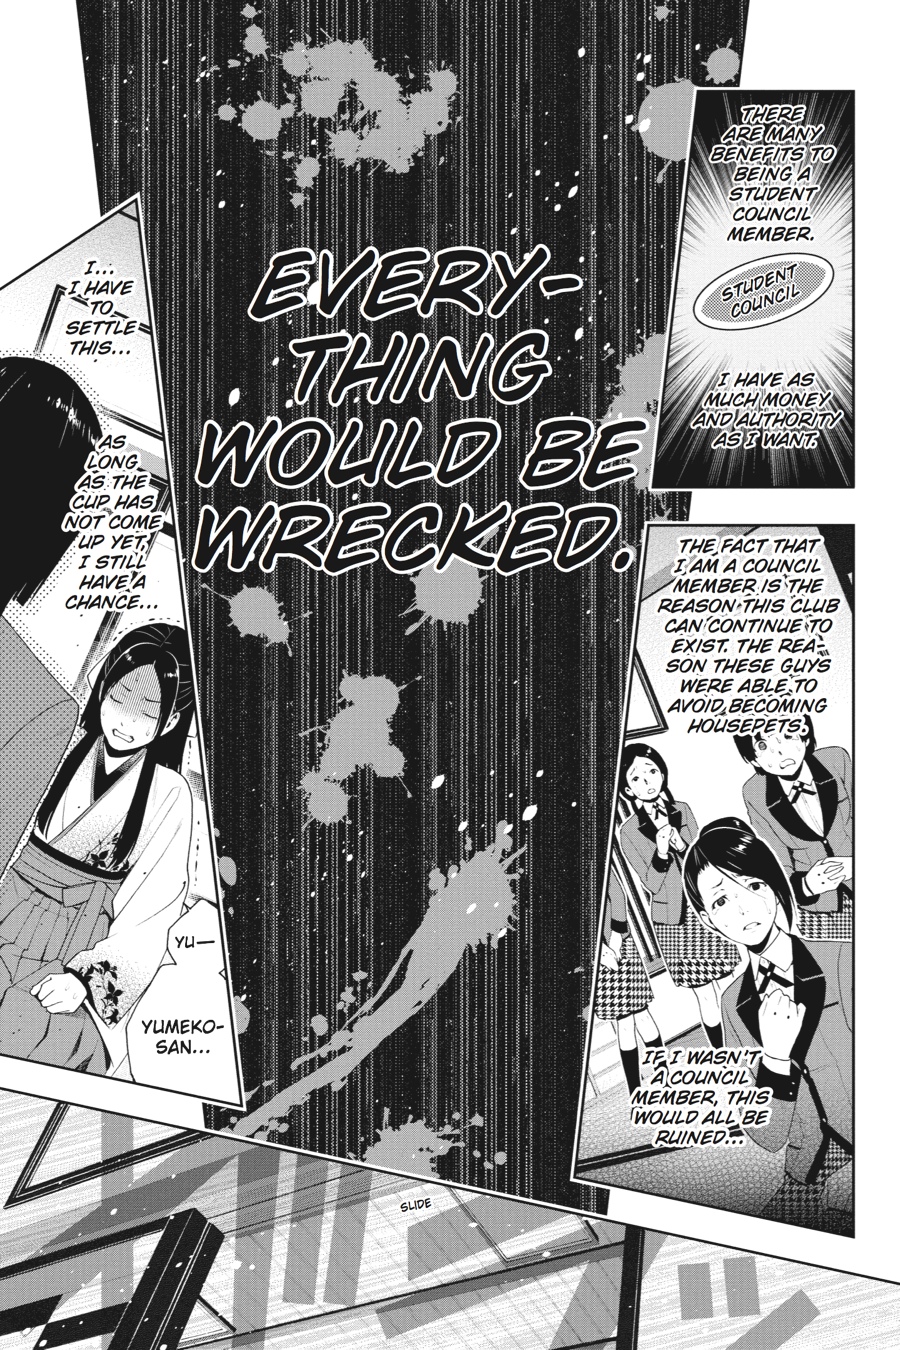 THERE
ARE MANY
BENEFITS TO
BEING A
STUDENT
COUNCIL
MEMBER.
STUDENT
COUNCIL
I HAVE AS
MUCH MONEY
AND AUTHORITY
AS I WANT.
THE FACT THAT
I AM A COUNCIL
MEMBER IS THE
REASON THIS CLUB
CAN CONTINUE TO
EXIST. THE REA-
SON THESE GUYS
WERE ABLE TO
AVOID BECOMING
HOUSEPETS.
IF I WASN'T
A COUNCIL
MEMBER, THIS
WOULD ALL BE
RUINED...
EVERY-
THING
WOULD BE
WRECKED.
I...
I HAVE
TO
SETTLE
THIS...
AS
LONG
AS THE
CUP HAS
NOT COME
UP YET,
I STILL
HAVE A
CHANCE...
YU—
YUMEKO-
SAN...
SLIDE